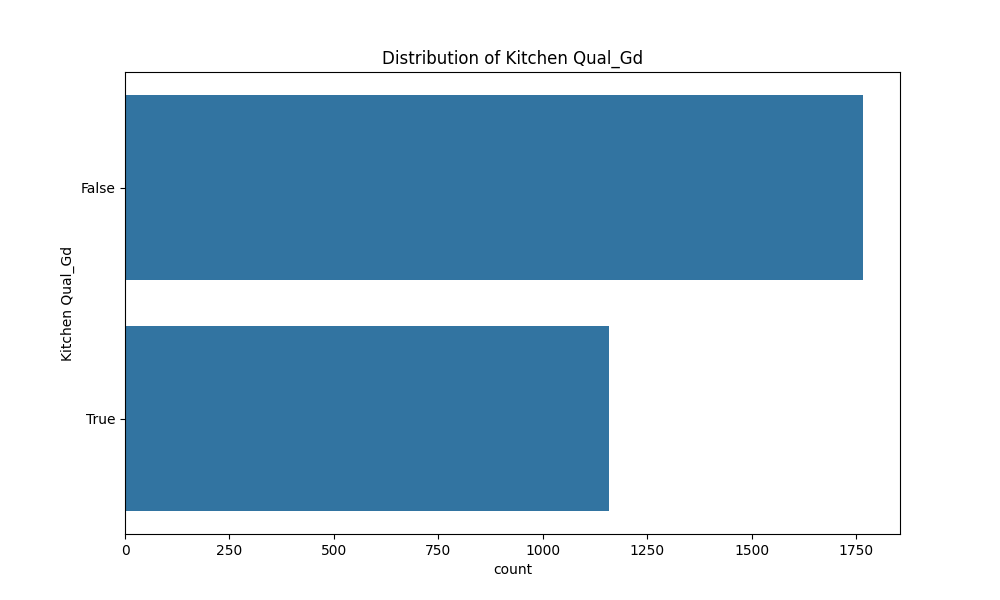 Distribution of Kitchen Qual_Gd
Kitchen Qual_Gd
False
True
0 250 500 750 1000 1250 1500 1750
count